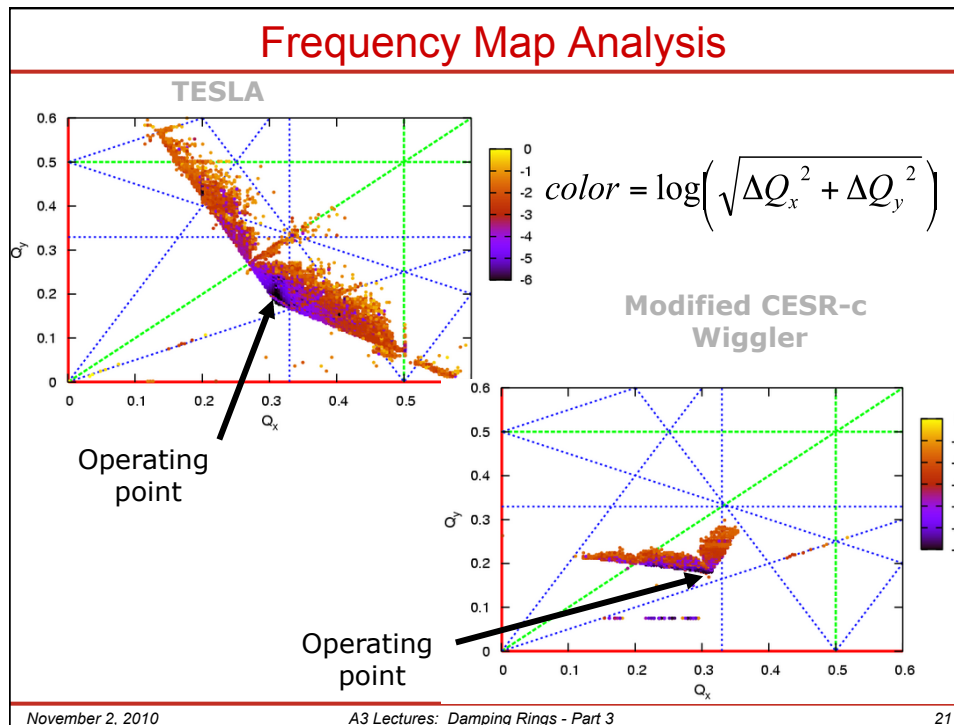 Frequency Map Analysis
TESLA
0.6
0.5
0.4
0.3
0.2
0.1
0
Q_y
0 0.1 0.2 0.3 0.4 0.5
Q_x
0
-1
-2
-3
-4
-5
-6
color = log(√ΔQ_x² + ΔQ_y²)
Operating
point
Modified CESR-c
Wiggler
0.6
0.5
0.4
0.3
0.2
0.1
0
Q_y
0 0.1 0.2 0.3 0.4 0.5 0.6
Q_x
Operating
point
November 2, 2010 A3 Lectures: Damping Rings - Part 3 21